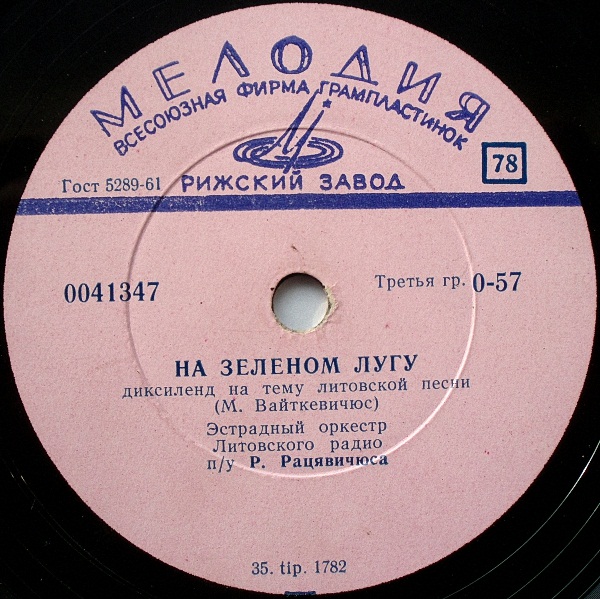 МЕЛОДИЯ
ВСЕСОЮЗНАЯ ФИРМА ГРАМПЛАСТИНОК
78
Гост 5289-61
РИЖСКИЙ ЗАВОД
0041347
Третья гр. 0-57
НА ЗЕЛЕНОМ ЛУГУ
диксиленд на тему литовской песни
(М. Вайткевичюс)
Эстрадный оркестр
Литовского радио
п/у Р. Рацявичюса
35. tip. 1782